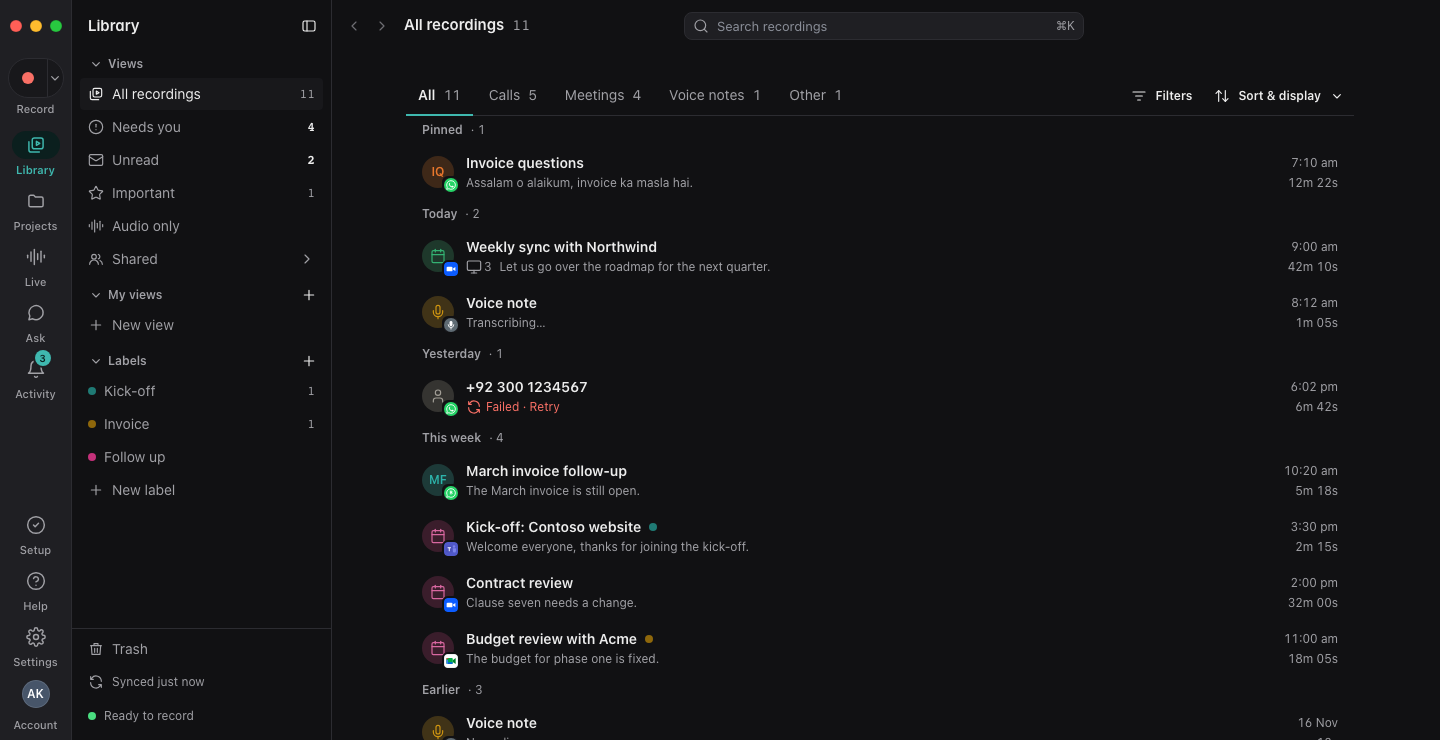 Library
All recordings 11
Search recordings ⌘K
Record
Library
Projects
Live
Ask
3
Activity
Setup
Help
Settings
AK
Account
Views
All recordings 11
Needs you 4
Unread 2
Important 1
Audio only
Shared
My views
New view
Labels
Kick-off 1
Invoice 1
Follow up
New label
Trash
Synced just now
Ready to record
All 11 Calls 5 Meetings 4 Voice notes 1 Other 1 Filters Sort & display
Pinned · 1
IQ
Invoice questions 7:10 am
Assalam o alaikum, invoice ka masla hai. 12m 22s
Today · 2
Weekly sync with Northwind 9:00 am
3 Let us go over the roadmap for the next quarter. 42m 10s
Voice note 8:12 am
Transcribing... 1m 05s
Yesterday · 1
+92 300 1234567 6:02 pm
Failed · Retry 6m 42s
This week · 4
MF
March invoice follow-up 10:20 am
The March invoice is still open. 5m 18s
Kick-off: Contoso website 3:30 pm
Welcome everyone, thanks for joining the kick-off. 2m 15s
Contract review 2:00 pm
Clause seven needs a change. 32m 00s
Budget review with Acme 11:00 am
The budget for phase one is fixed. 18m 05s
Earlier · 3
Voice note 16 Nov